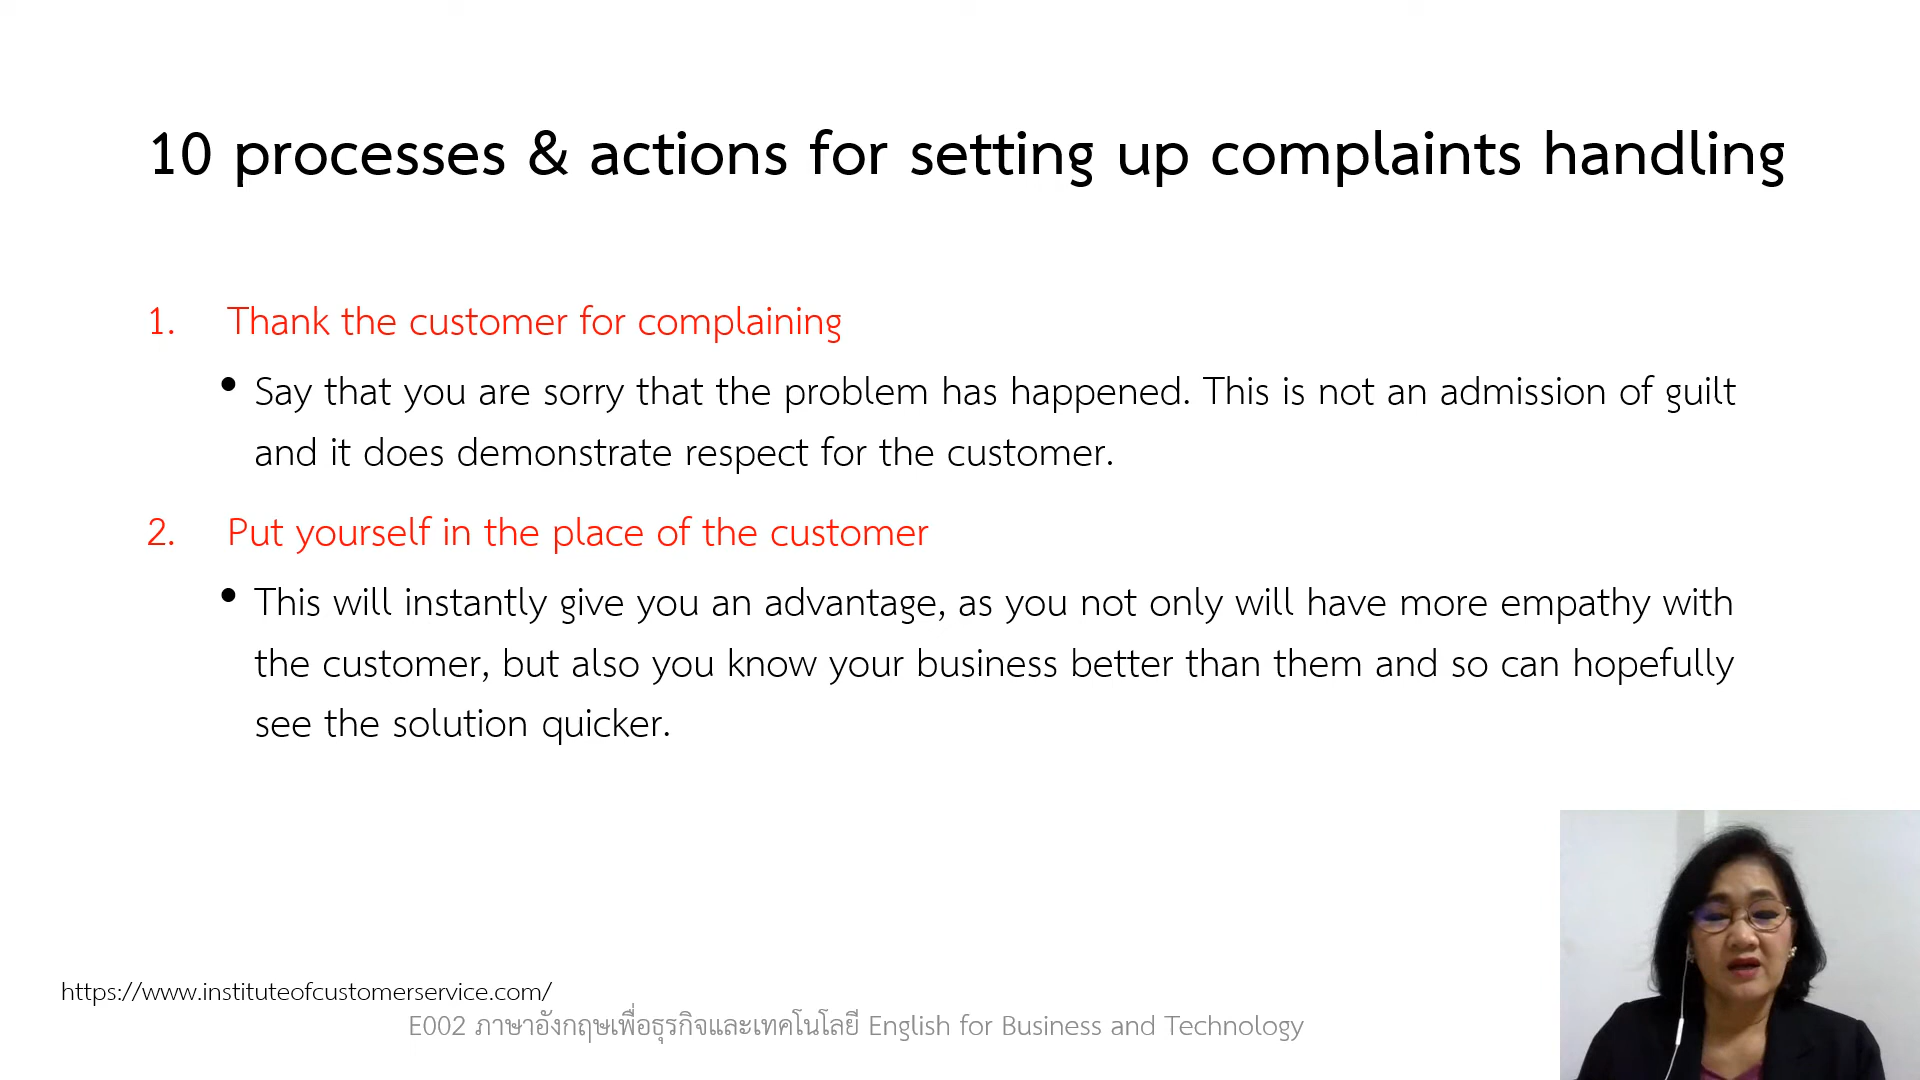 10 processes & actions for setting up complaints handling
1. Thank the customer for complaining
• Say that you are sorry that the problem has happened. This is not an admission of guilt
and it does demonstrate respect for the customer.
2. Put yourself in the place of the customer
• This will instantly give you an advantage, as you not only will have more empathy with
the customer, but also you know your business better than them and so can hopefully
see the solution quicker.
https://www.instituteofcustomerservice.com/
E002 ภาษาอังกฤษเพื่อธุรกิจและเทคโนโลยี English for Business and Technology